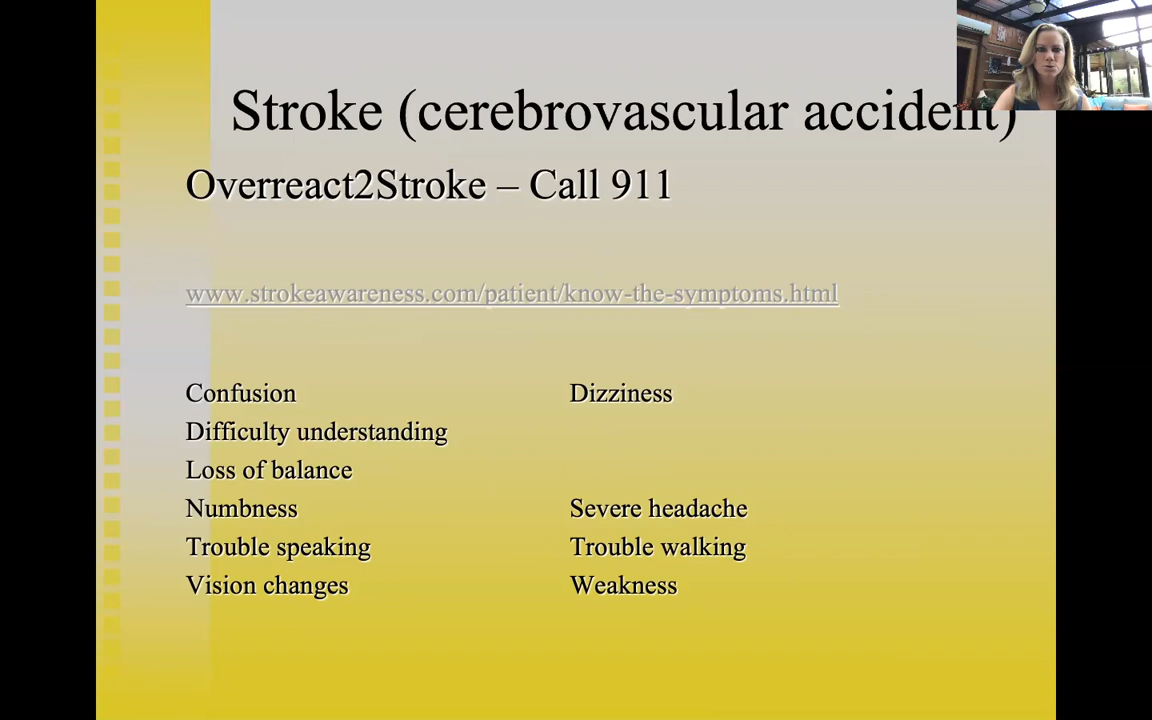 Stroke (cerebrovascular accident)
Overreact2Stroke – Call 911
www.strokeawareness.com/patient/know-the-symptoms.html
Confusion Dizziness
Difficulty understanding
Loss of balance
Numbness Severe headache
Trouble speaking Trouble walking
Vision changes Weakness